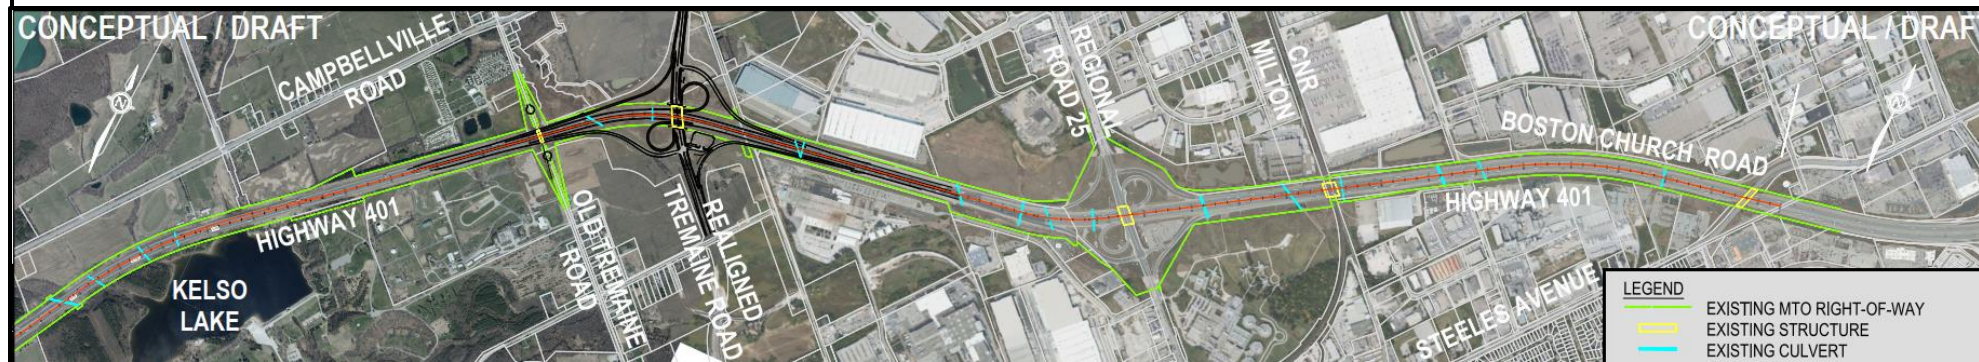 CONCEPTUAL / DRAFT
CONCEPTUAL / DRAF
CAMPBELLVILLE
ROAD
N
HIGHWAY 401
KELSO
LAKE
OLD TREMAINE
ROAD
REALIGNED
TREMAINE ROAD
REGIONAL
ROAD 25
CNR
MILTON
BOSTON CHURCH ROAD
N
HIGHWAY 401
STEELES AVENUE
LEGEND
EXISTING MTO RIGHT-OF-WAY
EXISTING STRUCTURE
EXISTING CULVERT